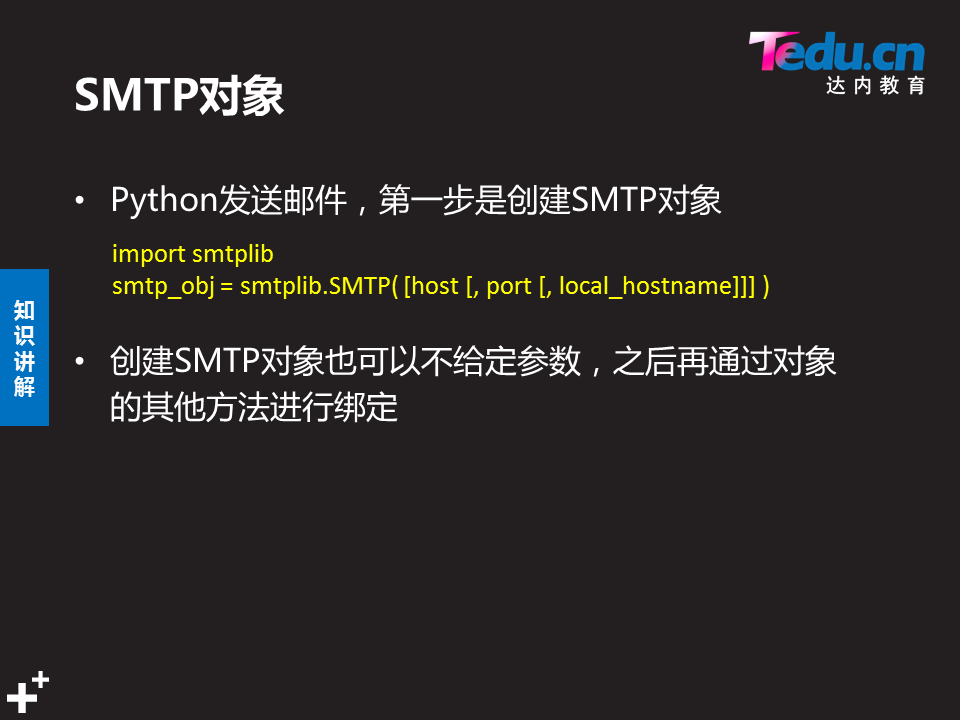 Tedu.cn
达内教育
SMTP对象
• Python发送邮件，第一步是创建SMTP对象
import smtplib
smtp_obj = smtplib.SMTP( [host [, port [, local_hostname]]] )
知识讲解
• 创建SMTP对象也可以不给定参数，之后再通过对象
的其他方法进行绑定